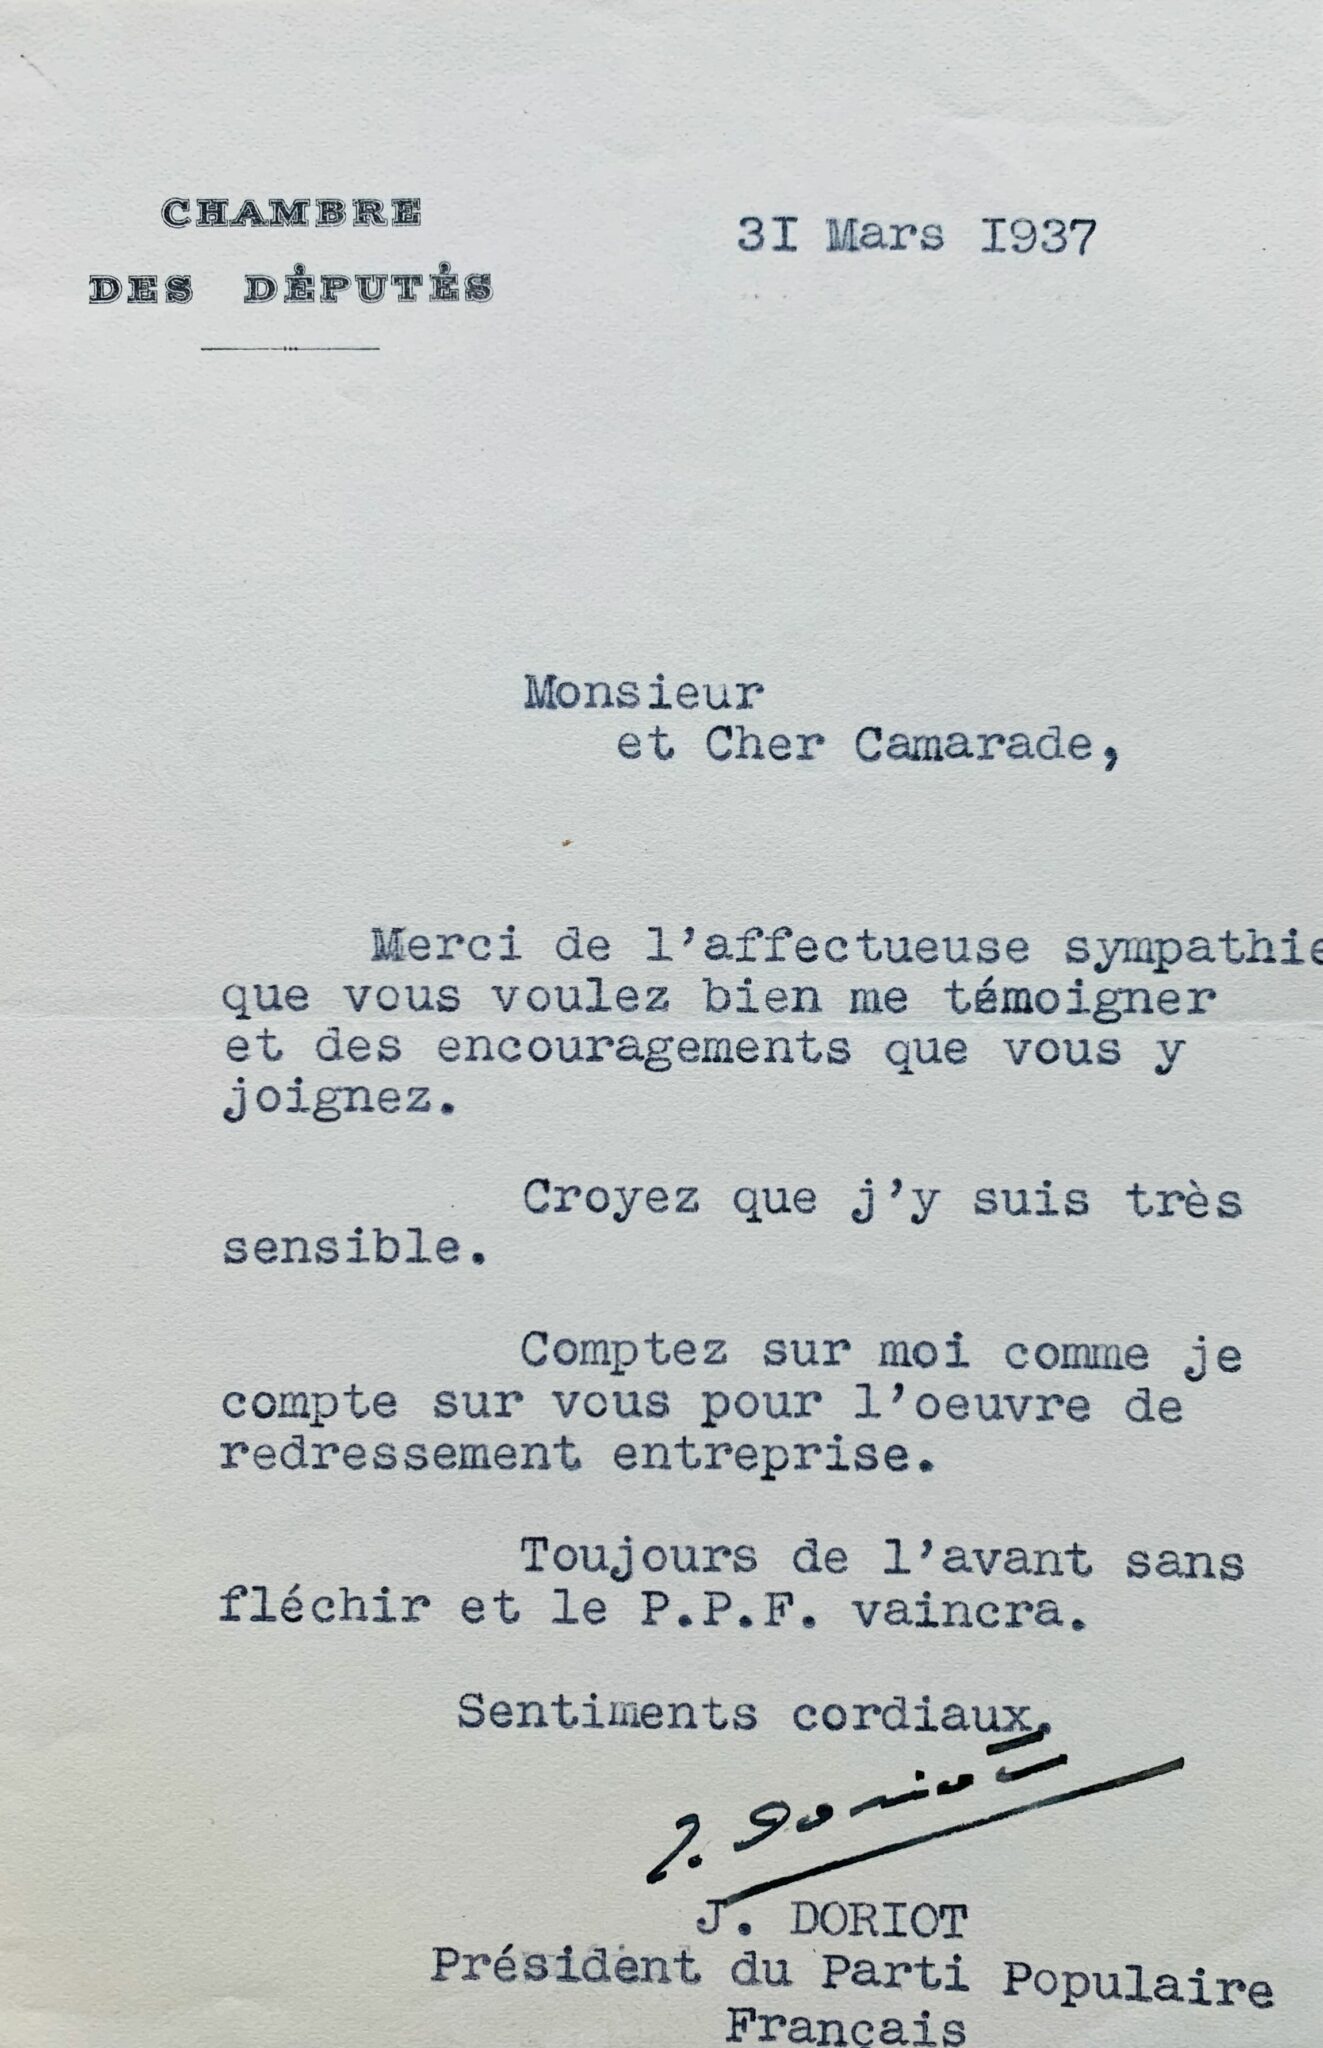 CHAMBRE
DES DÉPUTÉS
3I Mars I937
Monsieur
et Cher Camarade,
Merci de l'affectueuse sympathie
que vous voulez bien me témoigner
et des encouragements que vous y
joignez.
Croyez que j'y suis très
sensible.
Comptez sur moi comme je
compte sur vous pour l'oeuvre de
redressement entreprise.
Toujours de l'avant sans
fléchir et le P.P.F. vaincra.
Sentiments cordiaux.
J. Doriot
J. DORIOT
Président du Parti Populaire
Français